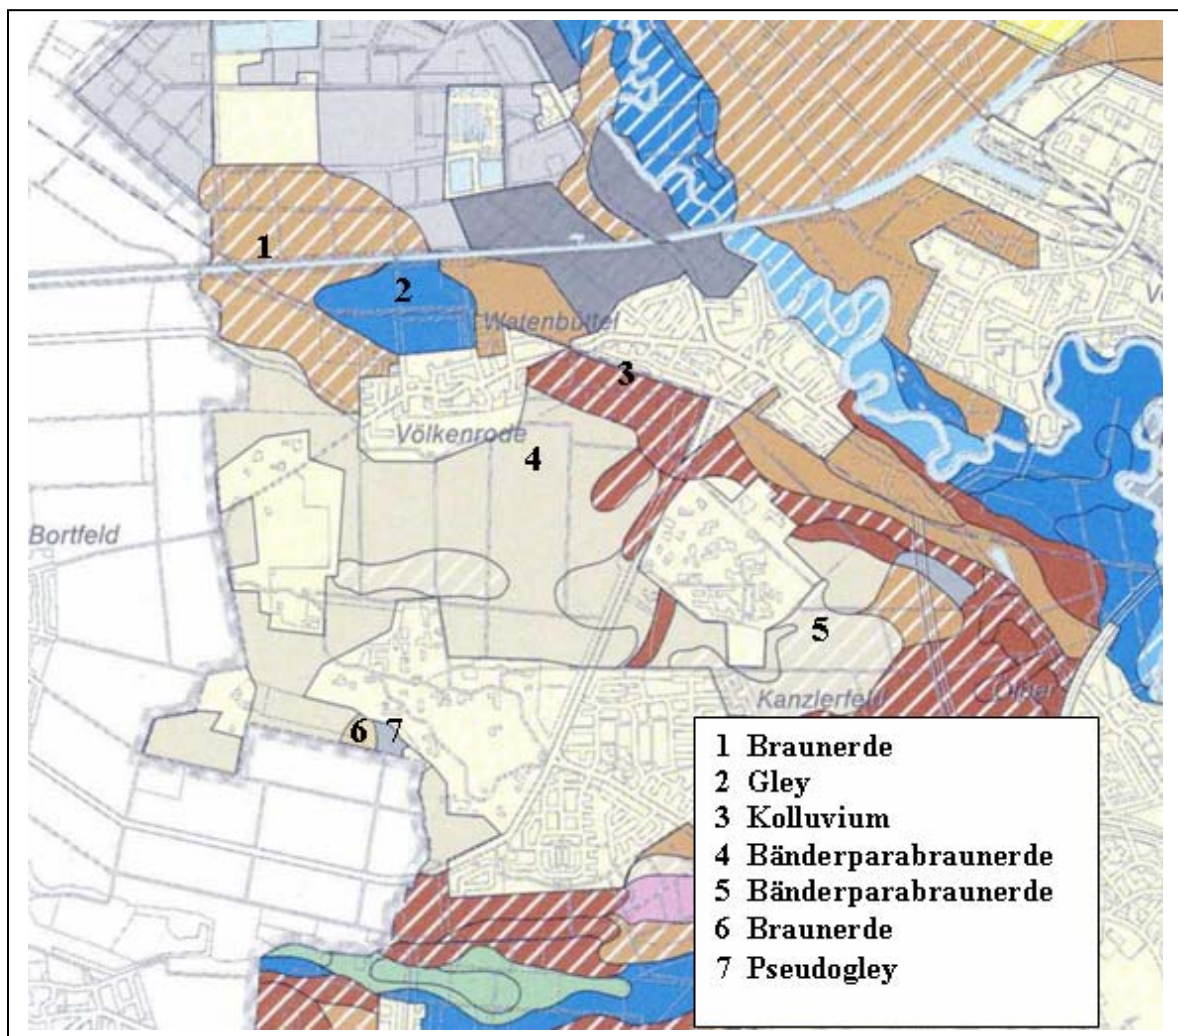 1
2
Watenbüttel
3
Völkenrode
4
Bortfeld
5
Kanzlerfeld
Ölper
6 7
1 Braunerde
2 Gley
3 Kolluvium
4 Bänderparabraunerde
5 Bänderparabraunerde
6 Braunerde
7 Pseudogley